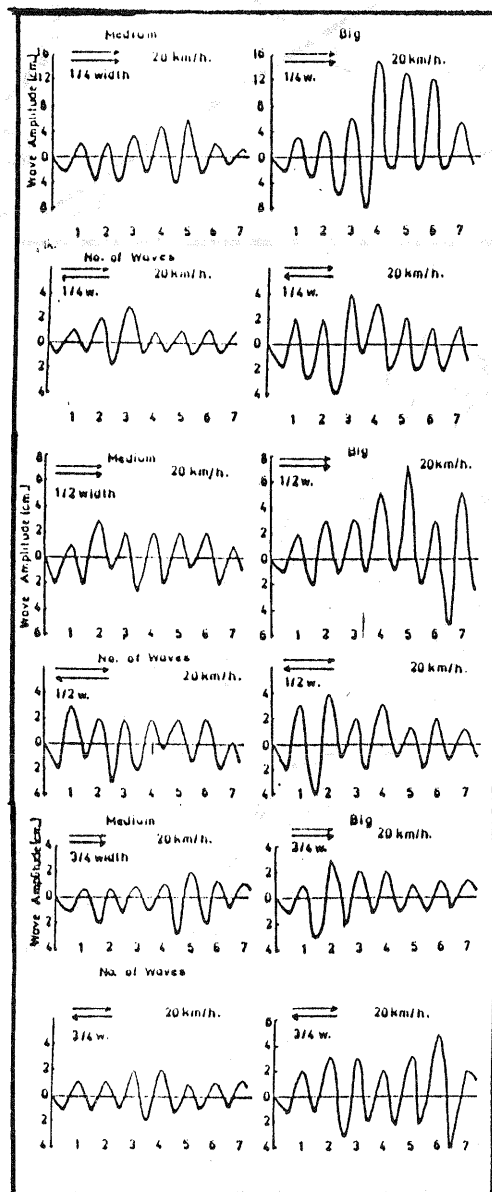 Medium Big
16 20 km/h. 16 20 km/h.
12 1/4 width 12 1/4 w.
8 8
4 4
0 0
4 4
8 8
Wave Amplitude (cm.)
1 2 3 4 5 6 7 1 2 3 4 5 6 7
No. of Waves
20 km/h. 20 km/h.
4 1/4 w. 4 1/4 w.
2 2
0 0
2 2
4 4
1 2 3 4 5 6 7 1 2 3 4 5 6 7
Medium Big
8 20 km/h. 8 20 km/h.
6 1/2 width 6 1/2 w.
4 4
2 2
0 0
2 2
4 4
6 6
Wave Amplitude (cm.)
1 2 3 4 5 6 7 1 2 3 4 5 6 7
No. of Waves
20 km/h. 20 km/h.
4 1/2 w. 4 1/2 w.
2 2
0 0
2 2
4 4
1 2 3 4 5 6 7 1 2 3 4 5 6 7
Medium Big
20 km/h. 20 km/h.
4 3/4 width 4 3/4 w.
2 2
0 0
2 2
4 4
Wave Amplitude (cm.)
1 2 3 4 5 6 7 1 2 3 4 5 6 7
No. of Waves
20 km/h. 6 20 km/h.
4 3/4 w. 4 3/4 w.
2 2
0 0
2 2
4 4
1 2 3 4 5 6 7 1 2 3 4 5 6 7